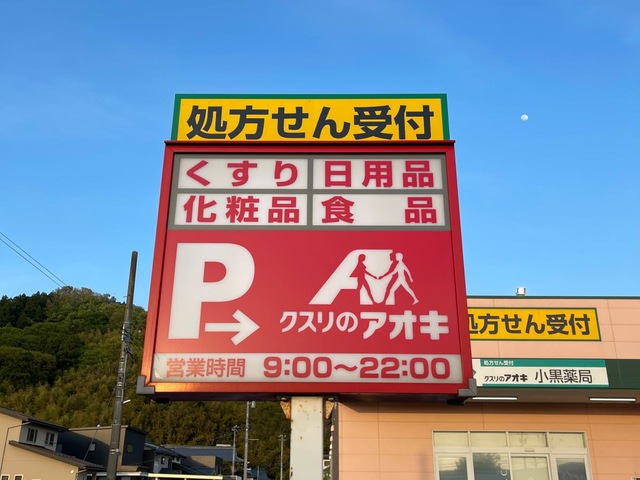 処方せん受付
くすり 日用品
化粧品 食品
P
クスリのアオキ
営業時間 9:00〜22:00
処方せん受付
処方せん受付
クスリのアオキ 小黒薬局